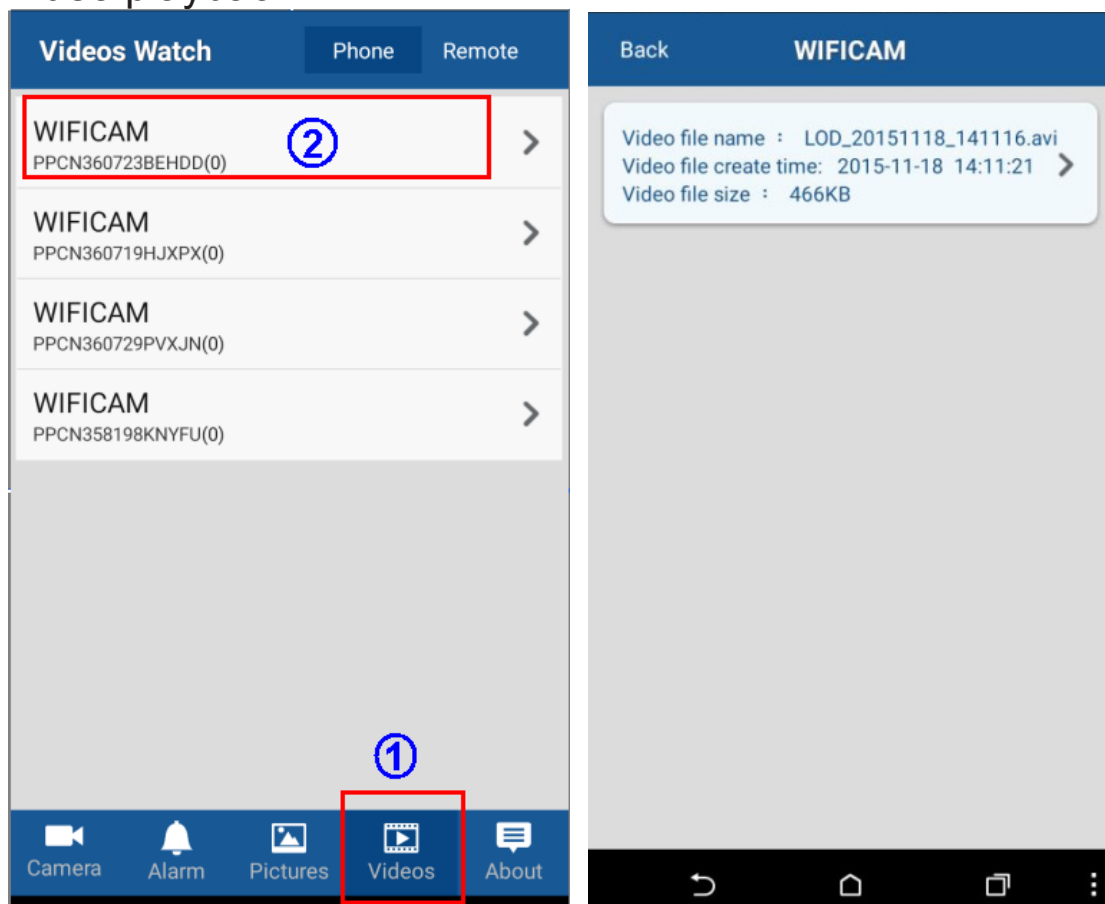 Videos Watch Phone Remote
WIFICAM
PPCN360723BEHDD(0)
②
WIFICAM
PPCN360719HJXPX(0)
WIFICAM
PPCN360729PVXJN(0)
WIFICAM
PPCN358198KNYFU(0)
①
Camera Alarm Pictures Videos About
Back WIFICAM
Video file name : LOD_20151118_141116.avi
Video file create time: 2015-11-18 14:11:21
Video file size : 466KB